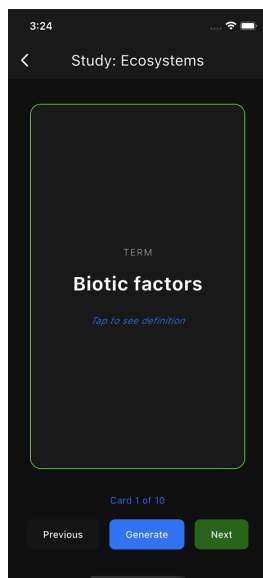 3:24
Study: Ecosystems
TERM
Biotic factors
Tap to see definition
Card 1 of 10
Previous
Generate
Next